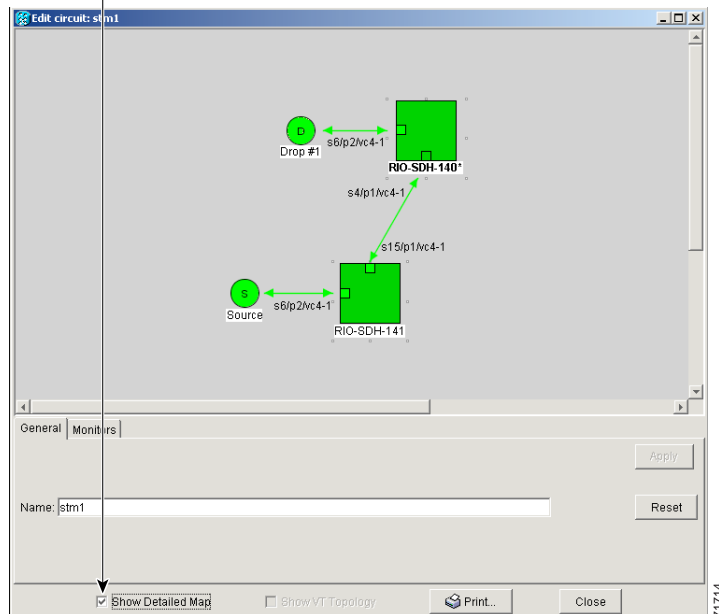 Edit circuit: stm1
D
Drop #1
s6/p2/vc4-1
RIO-SDH-140*
s4/p1/vc4-1
s15/p1/vc4-1
S
Source
s6/p2/vc4-1
RIO-SDH-141
General
Monitors
Apply
Name: stm1
Reset
Show Detailed Map
Show VT Topology
Print...
Close